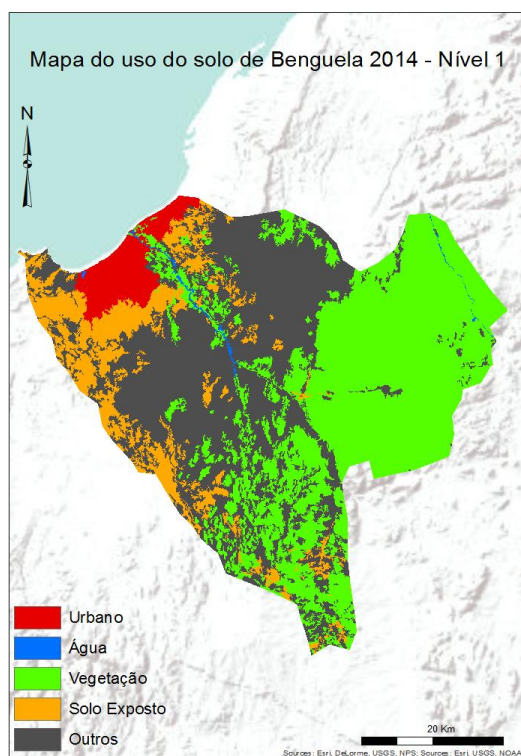 Mapa do uso do solo de Benguela 2014 - Nível 1
N
Urbano
Água
Vegetação
Solo Exposto
Outros
20 Km
Sources: Esri, DeLorme, USGS, NPS; Sources: Esri, USGS, NOAA